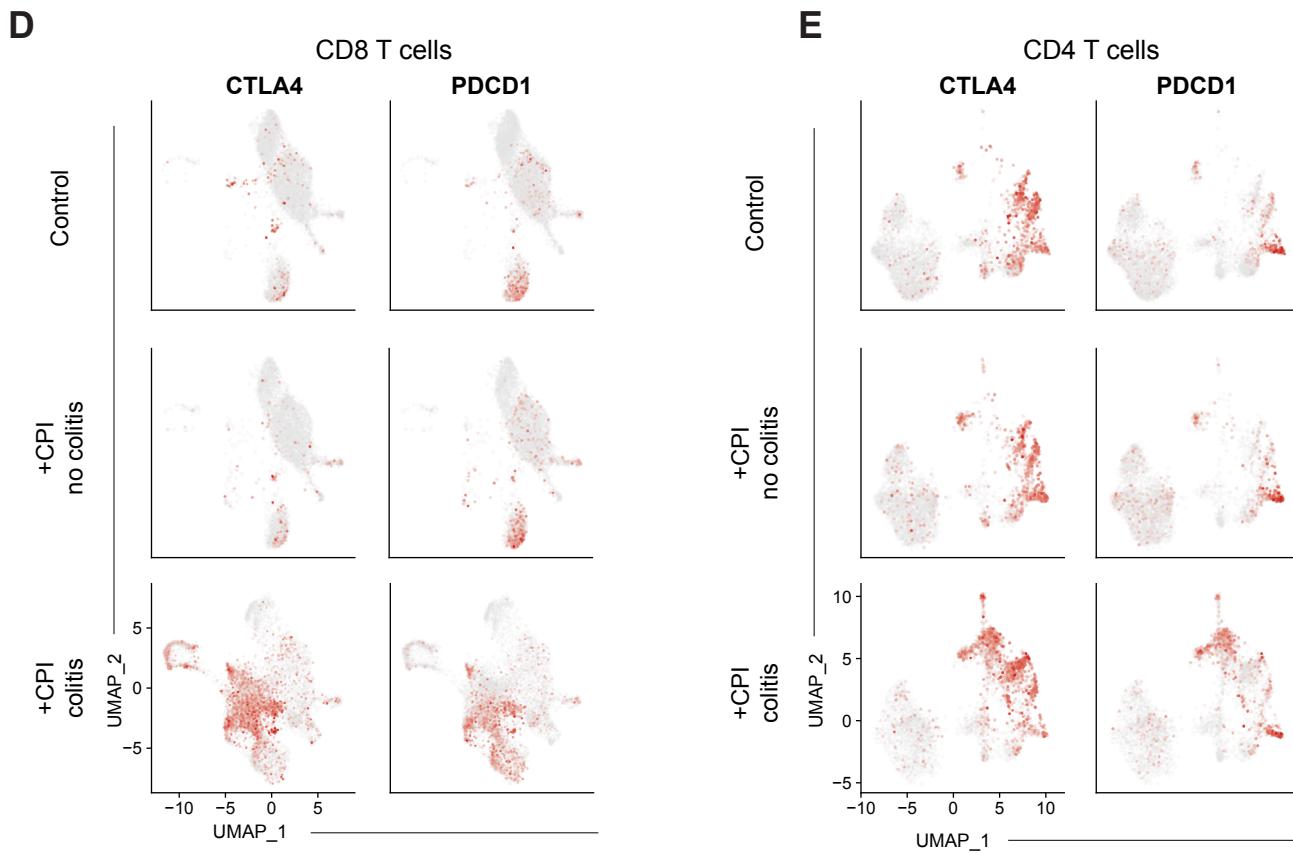 D
CD8 T cells
CTLA4 PDCD1
Control
+CPI
no colitis
+CPI
colitis
UMAP_2
5
0
−5
−10 −5 0 5
UMAP_1
E
CD4 T cells
CTLA4 PDCD1
Control
+CPI
no colitis
+CPI
colitis
UMAP_2
10
5
0
−5
−10 −5 0 5 10
UMAP_1